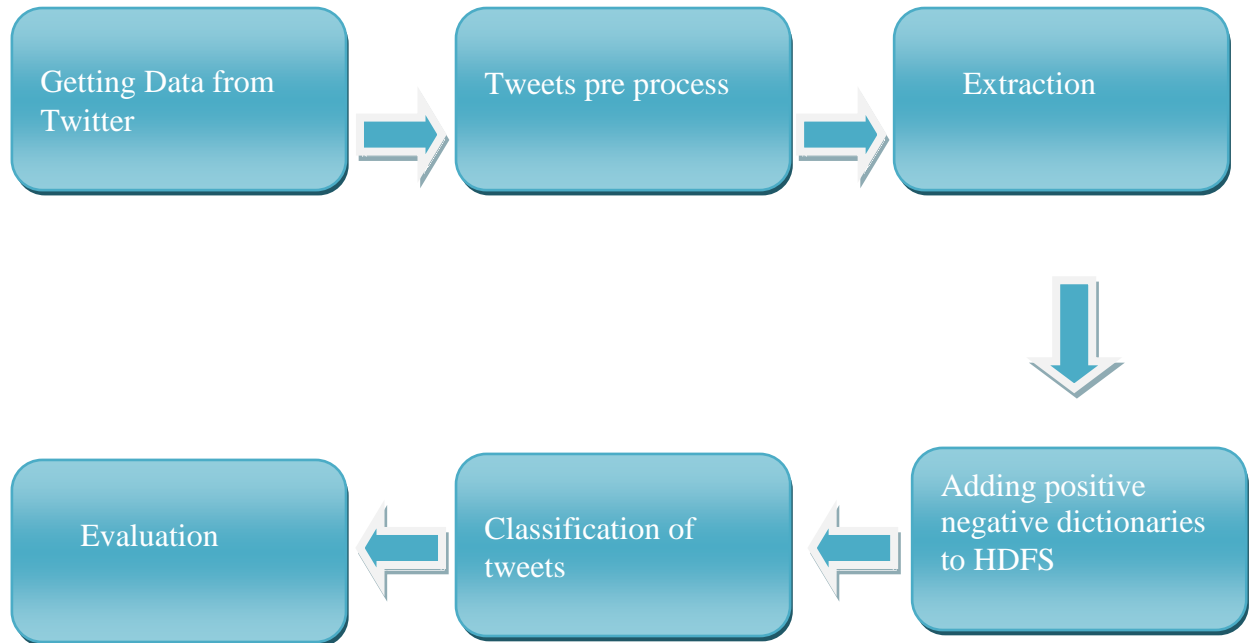 Getting Data from
Twitter
Tweets pre process
Extraction
Adding positive
negative dictionaries
to HDFS
Classification of
tweets
Evaluation